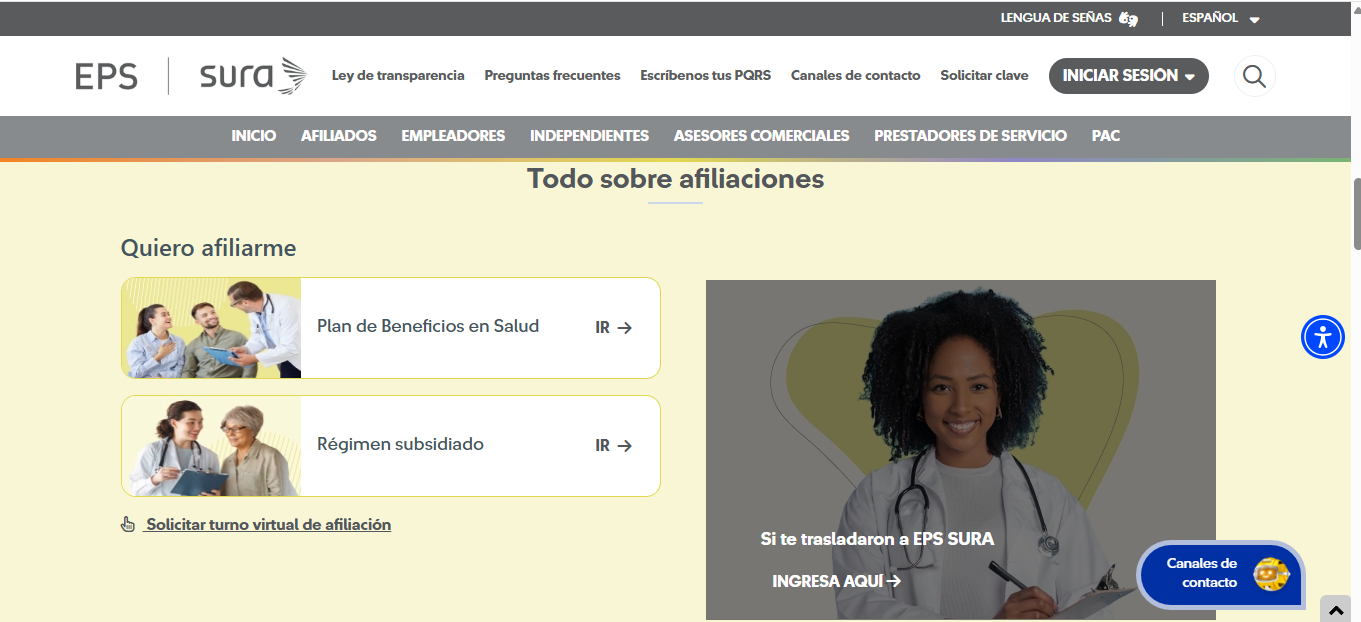 LENGUA DE SEÑAS | ESPAÑOL
EPS | sura
Ley de transparencia Preguntas frecuentes Escríbenos tus PQRS Canales de contacto Solicitar clave INICIAR SESIÓN
INICIO AFILIADOS EMPLEADORES INDEPENDIENTES ASESORES COMERCIALES PRESTADORES DE SERVICIO PAC
Todo sobre afiliaciones
Quiero afiliarme
Plan de Beneficios en Salud IR →
Régimen subsidiado IR →
Solicitar turno virtual de afiliación
Si te trasladaron a EPS SURA
INGRESA AQUÍ →
Canales de
contacto